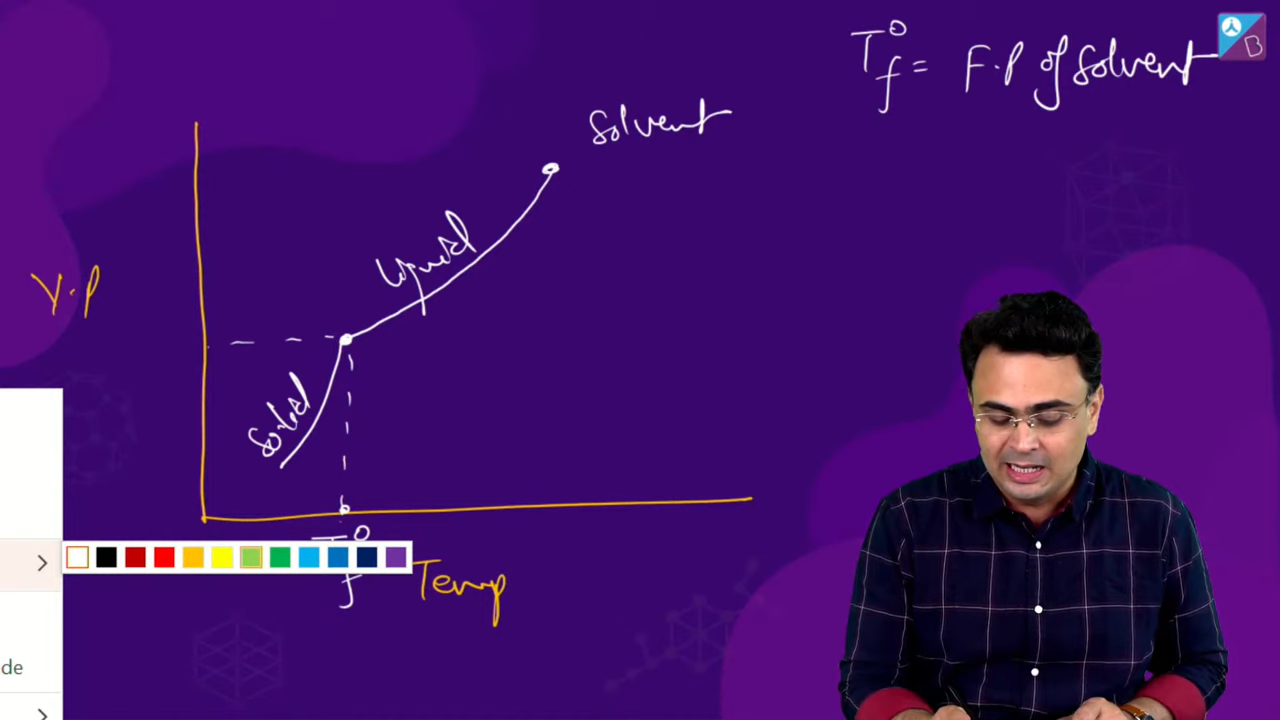 T°f = F.P of Solvent
Solvent
liquid
V.P
Solid
T°f
Temp
de
B